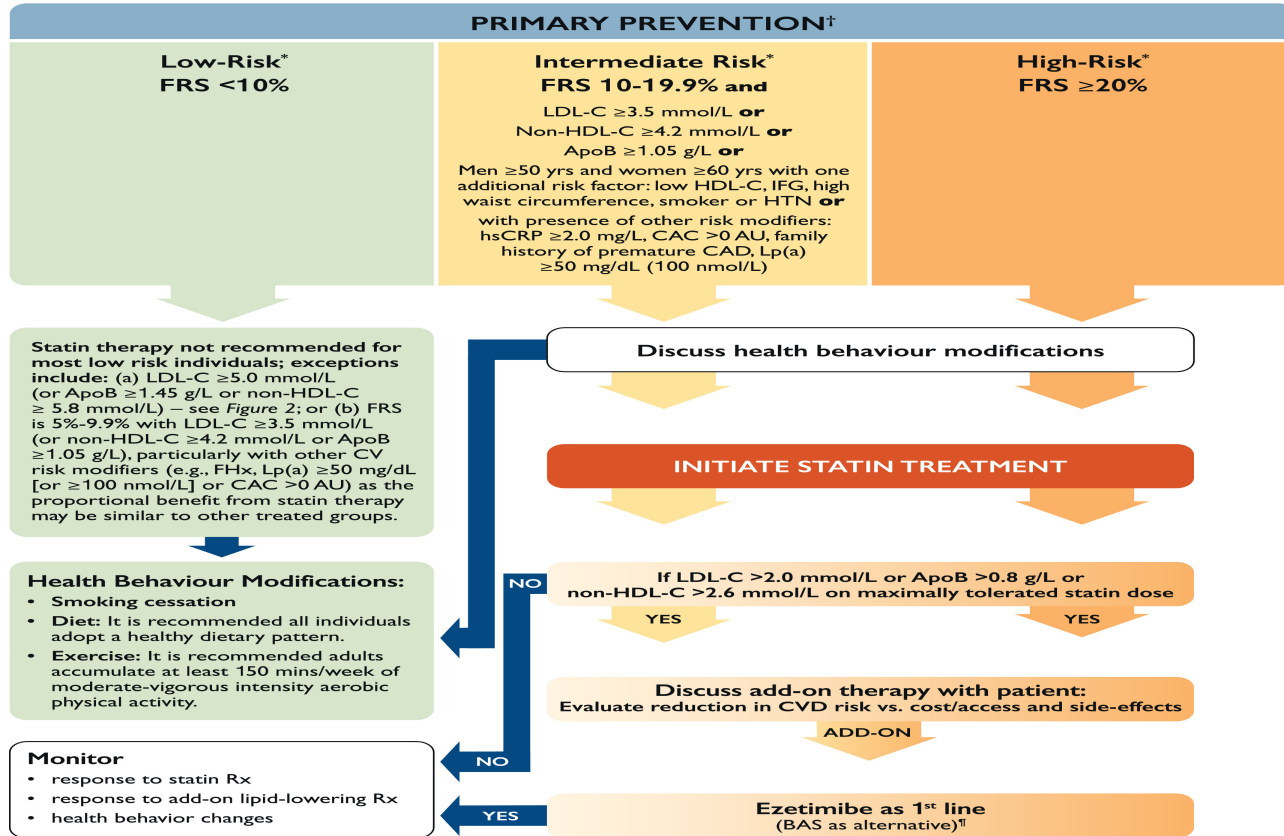 PRIMARY PREVENTION†
Low-Risk*
FRS <10%
Intermediate Risk*
FRS 10-19.9% and
LDL-C ≥3.5 mmol/L or
Non-HDL-C ≥4.2 mmol/L or
ApoB ≥1.05 g/L or
Men ≥50 yrs and women ≥60 yrs with one
additional risk factor: low HDL-C, IFG, high
waist circumference, smoker or HTN or
with presence of other risk modifiers:
hsCRP ≥2.0 mg/L, CAC >0 AU, family
history of premature CAD, Lp(a)
≥50 mg/dL (100 nmol/L)
High-Risk*
FRS ≥20%
Statin therapy not recommended for
most low risk individuals; exceptions
include: (a) LDL-C ≥5.0 mmol/L
(or ApoB ≥1.45 g/L or non-HDL-C
≥ 5.8 mmol/L) – see Figure 2; or (b) FRS
is 5%-9.9% with LDL-C ≥3.5 mmol/L
(or non-HDL-C ≥4.2 mmol/L or ApoB
≥1.05 g/L), particularly with other CV
risk modifiers (e.g., FHx, Lp(a) ≥50 mg/dL
[or ≥100 nmol/L] or CAC >0 AU) as the
proportional benefit from statin therapy
may be similar to other treated groups.
Health Behaviour Modifications:
• Smoking cessation
• Diet: It is recommended all individuals
adopt a healthy dietary pattern.
• Exercise: It is recommended adults
accumulate at least 150 mins/week of
moderate-vigorous intensity aerobic
physical activity.
Monitor
• response to statin Rx
• response to add-on lipid-lowering Rx
• health behavior changes
Discuss health behaviour modifications
INITIATE STATIN TREATMENT
NO
If LDL-C >2.0 mmol/L or ApoB >0.8 g/L or
non-HDL-C >2.6 mmol/L on maximally tolerated statin dose
YES
YES
Discuss add-on therapy with patient:
Evaluate reduction in CVD risk vs. cost/access and side-effects
ADD-ON
NO
YES
Ezetimibe as 1st line
(BAS as alternative)¶